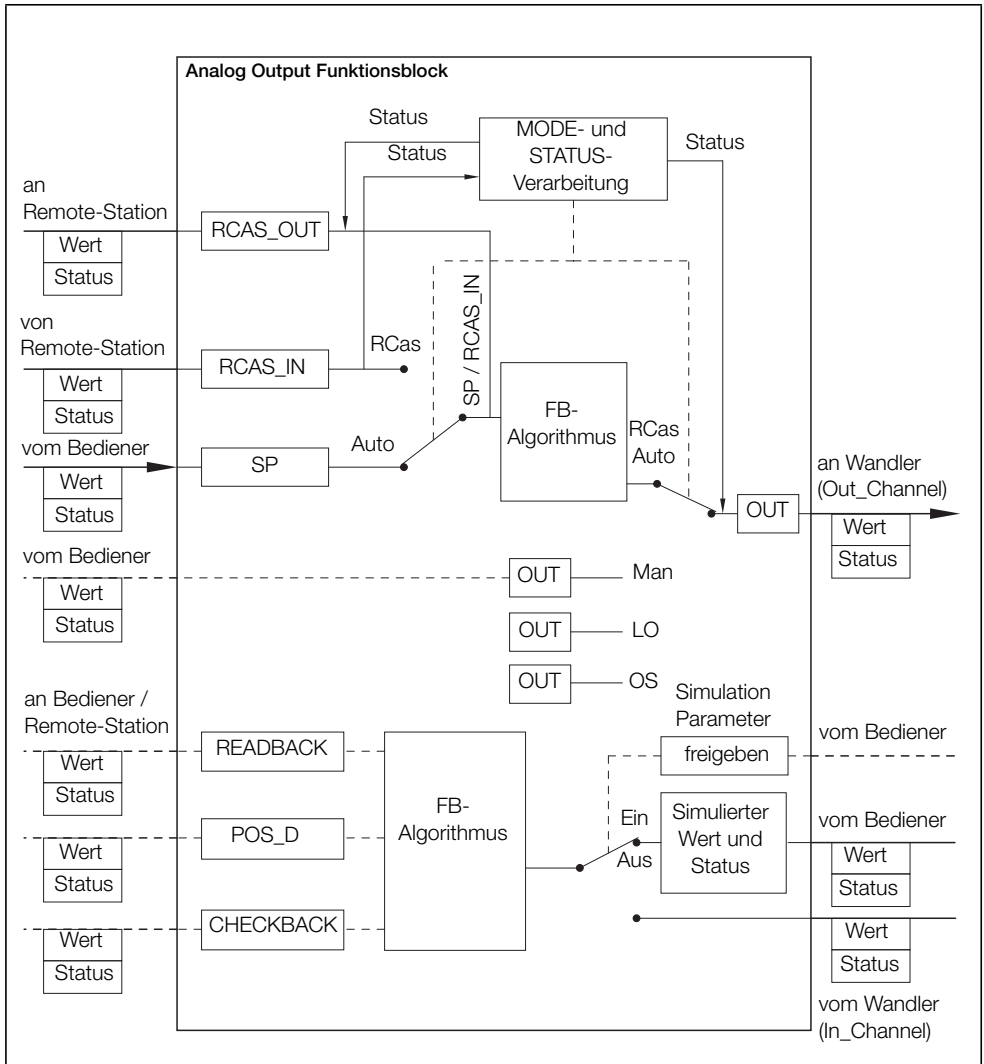 Analog Output Funktionsblock
Status
Status
MODE- und
STATUS-
Verarbeitung
Status
an
Remote-Station
RCAS_OUT
Wert
Status
von
Remote-Station
RCAS_IN
RCas
SP / RCAS_IN
Wert
Status
FB-
Algorithmus
vom Bediener
SP
Auto
RCas
Auto
Wert
Status
an Wandler
(Out_Channel)
OUT
Wert
Status
vom Bediener
Wert
Status
OUT
Man
OUT
LO
OUT
OS
an Bediener /
Remote-Station
READBACK
Wert
Status
POS_D
Wert
Status
CHECKBACK
Wert
Status
FB-
Algorithmus
Simulation
Parameter
freigeben
vom Bediener
Ein
Aus
Simulierter
Wert und
Status
vom Bediener
Wert
Status
Wert
Status
vom Wandler
(In_Channel)